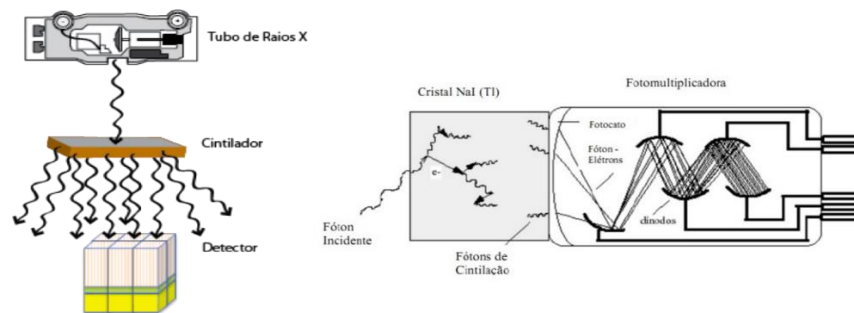 Tubo de Raios X
Cintilador
Detector
Cristal NaI (Tl)
Fotomultiplicadora
Fotocato
Fóton -
Elétrons
e-
dinodos
Fóton
Incidente
Fótons de
Cintilação